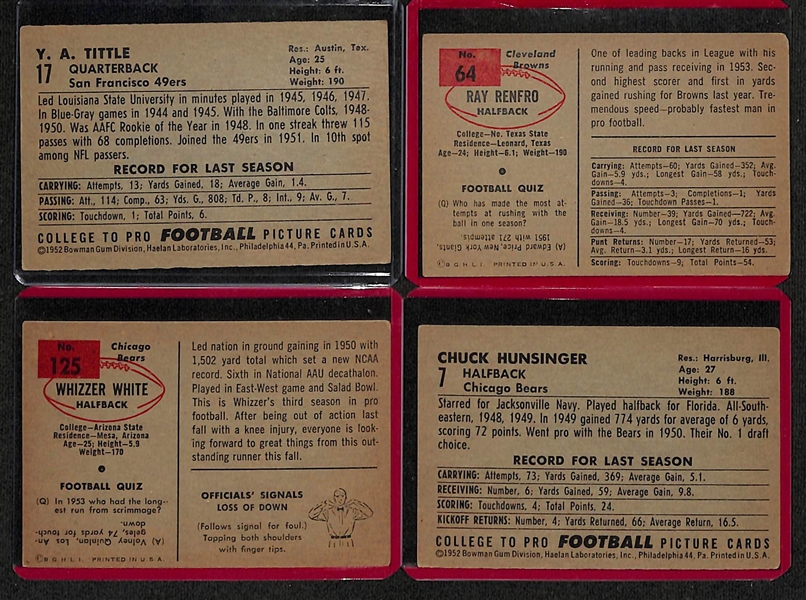 Y. A. TITTLE
17 QUARTERBACK
San Francisco 49ers
Res.: Austin, Tex.
Age: 25
Height: 6 ft.
Weight: 190
Led Louisiana State University in minutes played in 1945, 1946, 1947.
In Blue-Gray games in 1944 and 1945. With the Baltimore Colts, 1948-
1950. Was AAFC Rookie of the Year in 1948. In one streak threw 115
passes with 68 completions. Joined the 49ers in 1951. In 10th spot
among NFL passers.
RECORD FOR LAST SEASON
CARRYING: Attempts, 13; Yards Gained, 18; Average Gain, 1.4.
PASSING: Att., 114; Comp., 63; Yds. G., 808; Td. P., 8; Int., 9; Av. G., 7.
SCORING: Touchdown, 1; Total Points, 6.
COLLEGE TO PRO FOOTBALL PICTURE CARDS
©1952 Bowman Gum Division, Haelan Laboratories, Inc., Philadelphia 44, Pa. Printed in U.S.A.
No.
64
Cleveland
Browns
RAY RENFRO
HALFBACK
College—No. Texas State
Residence—Leonard, Texas
Age—24; Height—6.1; Weight—190
FOOTBALL QUIZ
(Q) Who has made the most at-
tempts at rushing with the
ball in one season?
(A) Edward Price, New York Giants,
1951 with 271 attempts
©B.G.H.L.I. PRINTED IN U.S.A.
One of leading backs in League with his
running and pass receiving in 1953. Sec-
ond highest scorer and first in yards
gained rushing for Browns last year. Tre-
mendous speed—probably fastest man in
pro football.
RECORD FOR LAST SEASON
Carrying: Attempts—60; Yards Gained—352; Avg.
Gain—5.9 yds.; Longest Gain—58 yds.; Touch-
downs—4.
Passing: Attempts—3; Completions—1; Yards
Gained—36; Touchdown Passes—1.
Receiving: Number—39; Yards Gained—722; Avg.
Gain—18.5 yds.; Longest Gain—70 yds.; Touch-
downs—4.
Punt Returns: Number—17; Yards Returned—53;
Avg. Return—3.1 yds.; Longest Return—16 yds.
Scoring: Touchdowns—9; Total Points—54.
No.
125
Chicago
Bears
WHIZZER WHITE
HALFBACK
College—Arizona State
Residence—Mesa, Arizona
Age—25; Height—5.9
Weight—170
FOOTBALL QUIZ
(Q) In 1953 who had the long-
est run from scrimmage?
(A) Volney Quinlan, Los An-
geles, 74 yards for touch-
down.
©B.G.H.L.I. PRINTED IN U.S.A.
Led nation in ground gaining in 1950 with
1,502 yard total which set a new NCAA
record. Sixth in National AAU decathalon.
Played in East-West game and Salad Bowl.
This is Whizzer's third season in pro
football. After being out of action last
fall with a knee injury, everyone is look-
ing forward to great things from this out-
standing runner this fall.
OFFICIALS' SIGNALS
LOSS OF DOWN
(Follows signal for foul.)
Tapping both shoulders
with finger tips.
CHUCK HUNSINGER
7 HALFBACK
Chicago Bears
Res.: Harrisburg, Ill.
Age: 27
Height: 6 ft.
Weight: 188
Starred for Jacksonville Navy. Played halfback for Florida. All-South-
eastern, 1948, 1949. In 1949 gained 774 yards for average of 6 yards,
scoring 72 points. Went pro with the Bears in 1950. Their No. 1 draft
choice.
RECORD FOR LAST SEASON
CARRYING: Attempts, 73; Yards Gained, 369; Average Gain, 5.1.
RECEIVING: Number, 6; Yards Gained, 59; Average Gain, 9.8.
SCORING: Touchdowns, 4; Total Points, 24.
KICKOFF RETURNS: Number, 4; Yards Returned, 66; Average Return, 16.5.
COLLEGE TO PRO FOOTBALL PICTURE CARDS
©1952 Bowman Gum Division, Haelan Laboratories, Inc., Philadelphia 44, Pa. Printed in U.S.A.